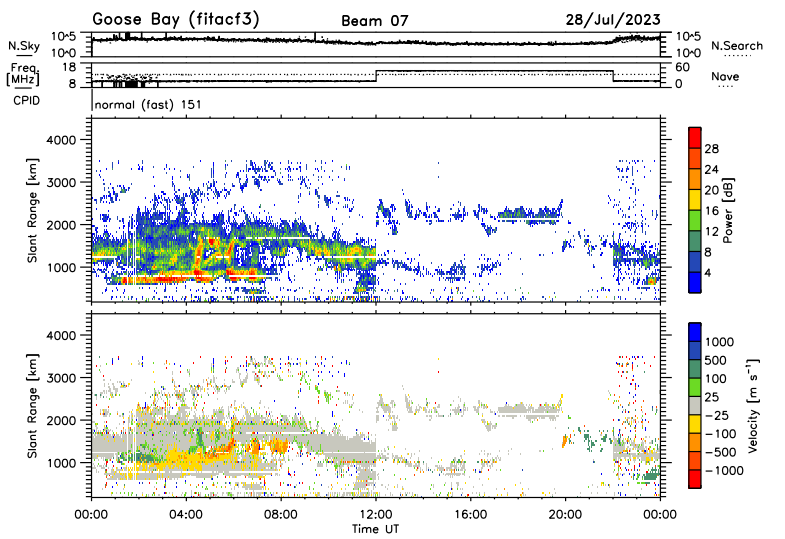 Goose Bay (fitacf3) Beam 07 28/Jul/2023
N.Sky 10^5 10^0 10^5 10^0 N.Search
Freq. [MHz] 18 8 60 0 Nave
CPID normal (fast) 151
Slant Range [km] 4000 3000 2000 1000
28 24 20 16 12 8 4 Power [dB]
Slant Range [km] 4000 3000 2000 1000
1000 500 100 25 −25 −100 −500 −1000 Velocity [m s⁻¹]
00:00 04:00 08:00 12:00 16:00 20:00 00:00
Time UT